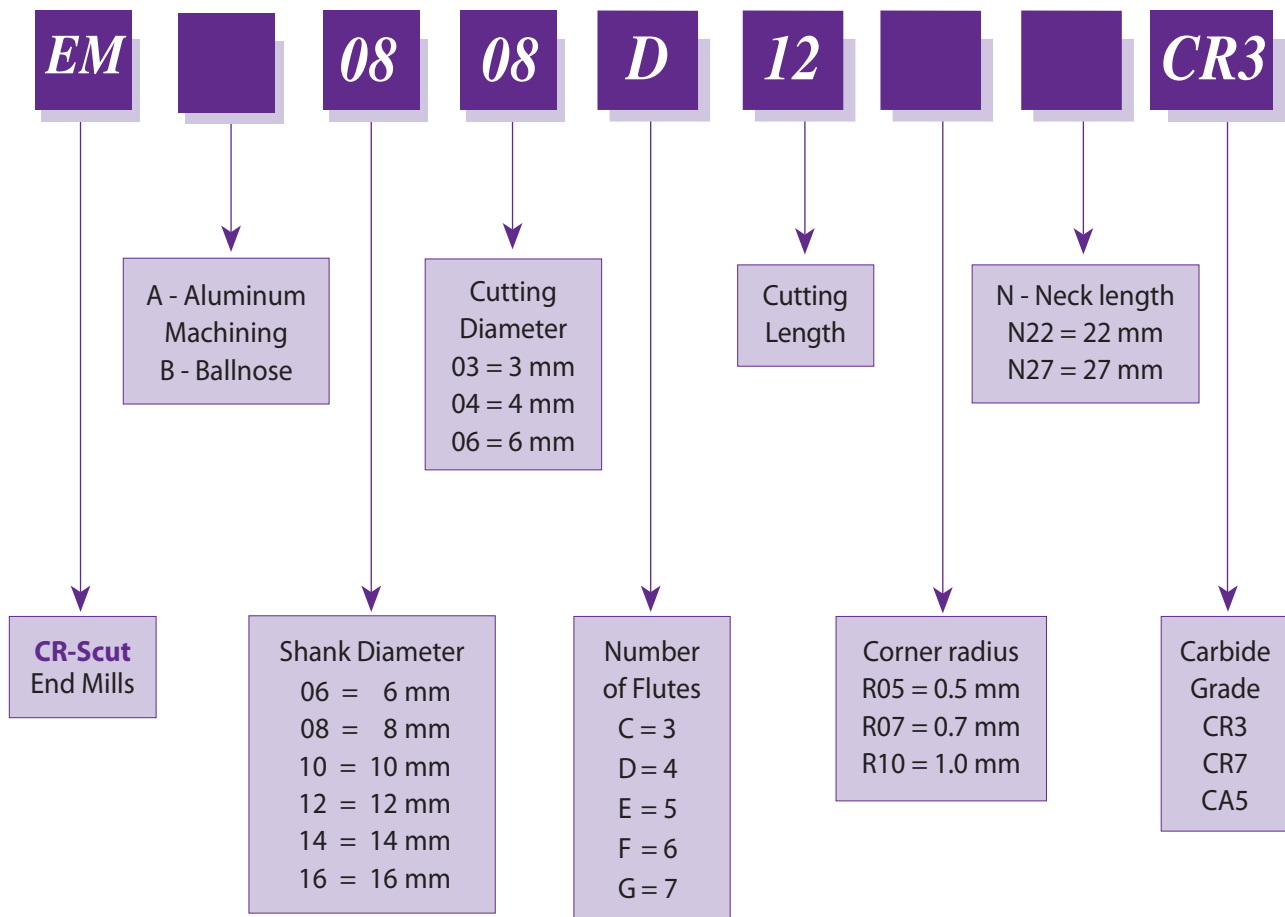 EM 08 08 D 12 CR3
A - Aluminum
Machining
B - Ballnose
Cutting
Diameter
03 = 3 mm
04 = 4 mm
06 = 6 mm
Cutting
Length
N - Neck length
N22 = 22 mm
N27 = 27 mm
CR-Scut
End Mills
Shank Diameter
06 = 6 mm
08 = 8 mm
10 = 10 mm
12 = 12 mm
14 = 14 mm
16 = 16 mm
Number
of Flutes
C = 3
D = 4
E = 5
F = 6
G = 7
Corner radius
R05 = 0.5 mm
R07 = 0.7 mm
R10 = 1.0 mm
Carbide
Grade
CR3
CR7
CA5